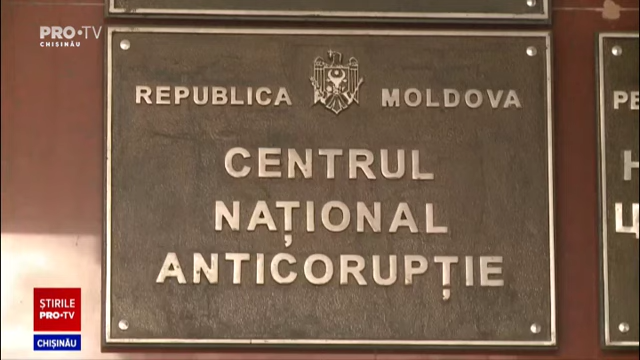 PRO•TV
CHIȘINĂU
REPUBLICA MOLDOVA
CENTRUL
NAȚIONAL
ANTICORUPȚIE
ȘTIRILE
PRO•TV
CHIȘINĂU